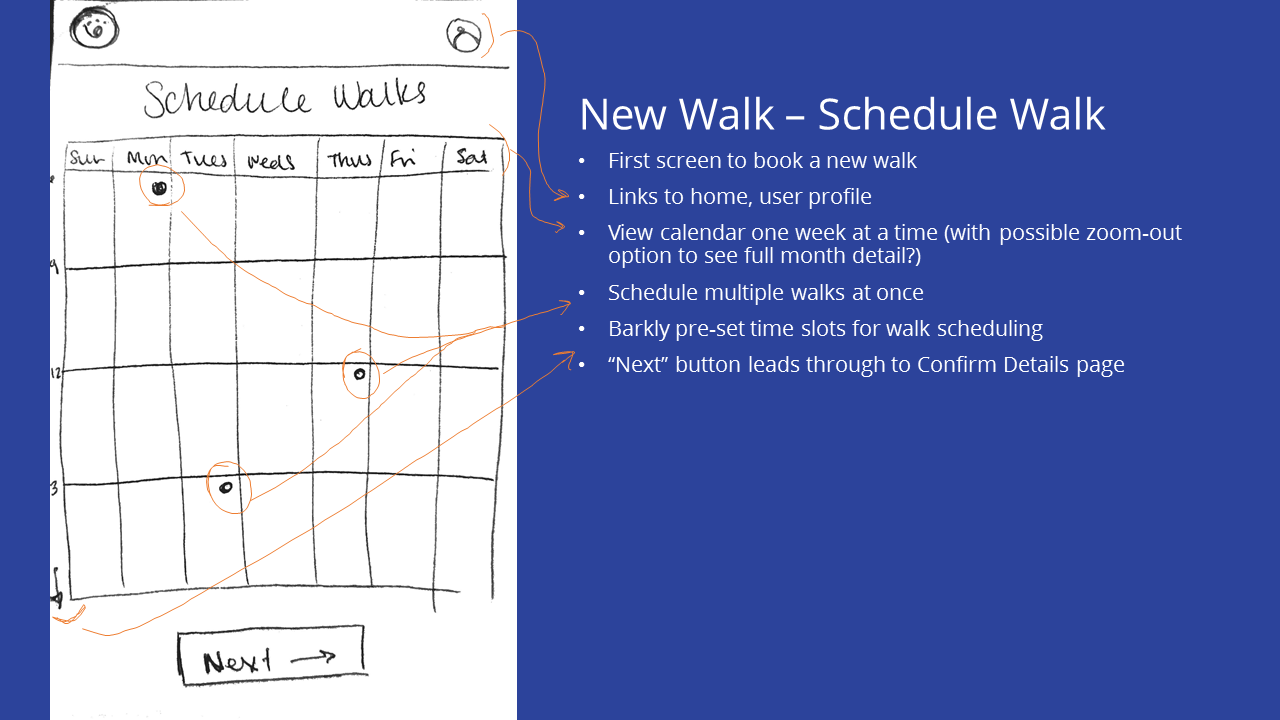 Schedule Walks
Sun Mon Tues Weds Thus Fri Sat
9
12
3
Next →
New Walk – Schedule Walk
• First screen to book a new walk
• Links to home, user profile
• View calendar one week at a time (with possible zoom-out
option to see full month detail?)
• Schedule multiple walks at once
• Barkly pre-set time slots for walk scheduling
• “Next” button leads through to Confirm Details page